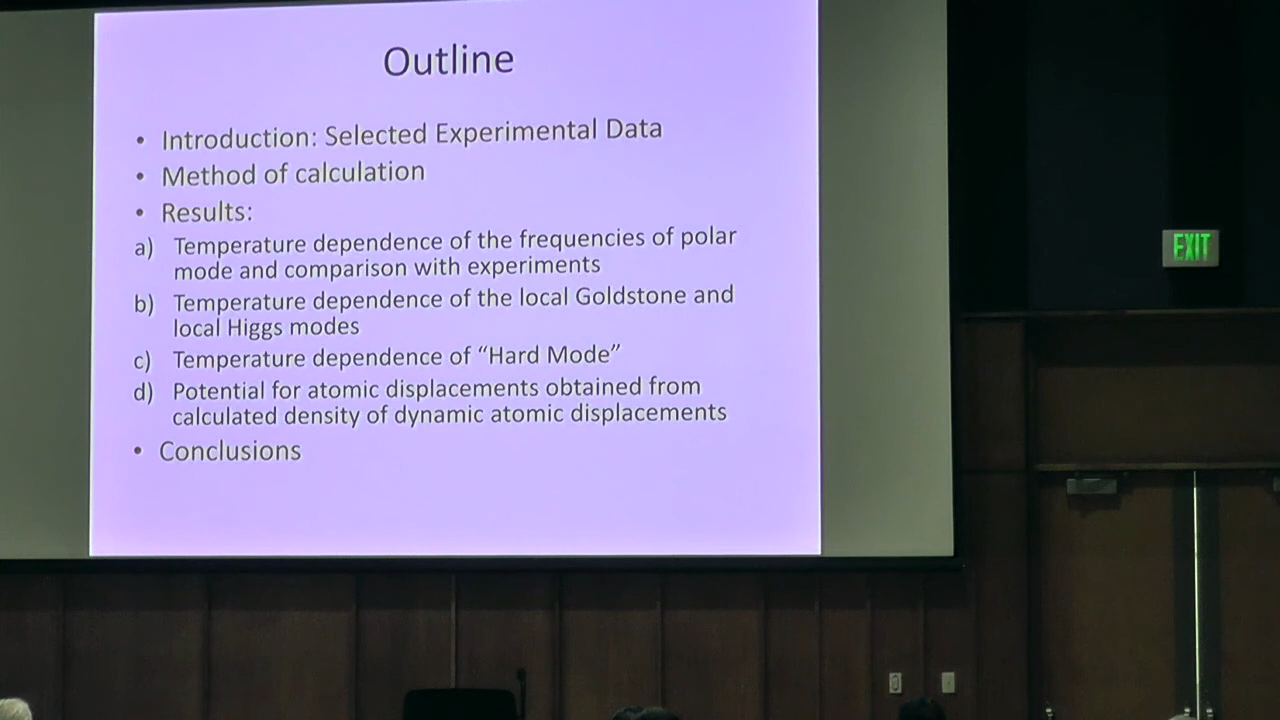 Outline
• Introduction: Selected Experimental Data
• Method of calculation
• Results:
a) Temperature dependence of the frequencies of polar
mode and comparison with experiments
b) Temperature dependence of the local Goldstone and
local Higgs modes
c) Temperature dependence of “Hard Mode”
d) Potential for atomic displacements obtained from
calculated density of dynamic atomic displacements
• Conclusions
EXIT